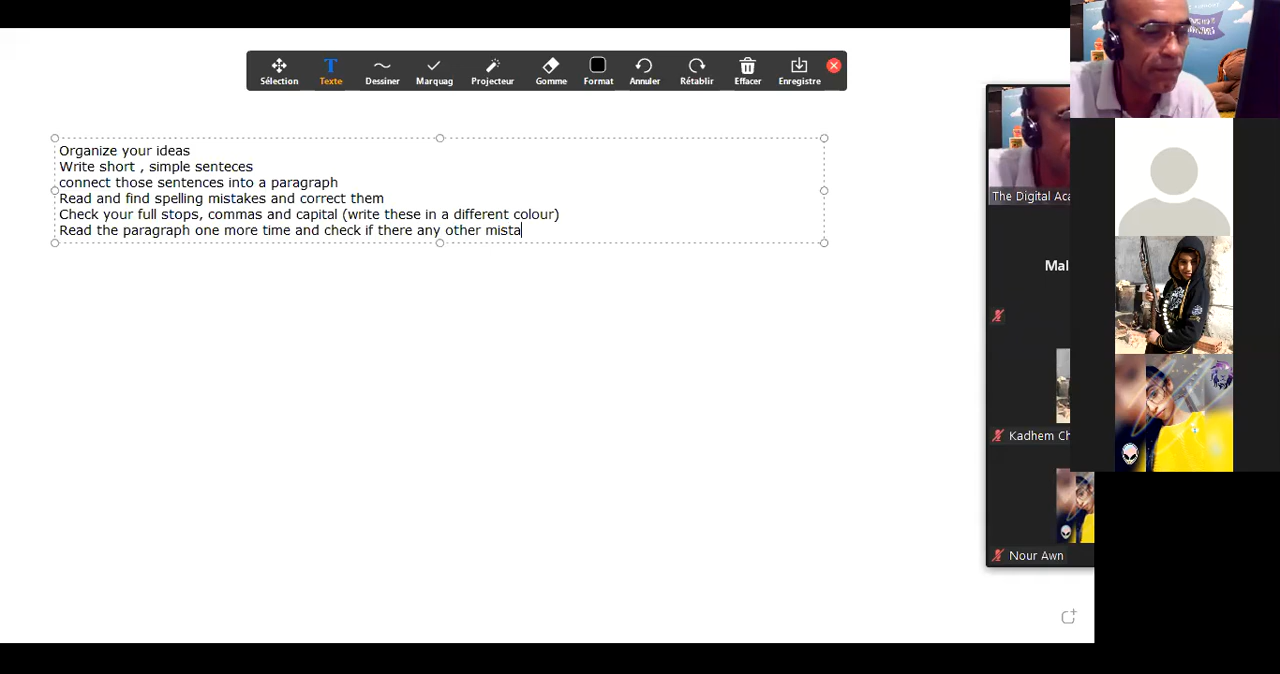 Sélection Texte Dessiner Marquag Projecteur Gomme Format Annuler Rétablir Effacer Enregistre
Organize your ideas
Write short , simple senteces
connect those sentences into a paragraph
Read and find spelling mistakes and correct them
Check your full stops, commas and capital (write these in a different colour)
Read the paragraph one more time and check if there any other mista
The Digital Aca
Mal
Kadhem Ch
Nour Awn